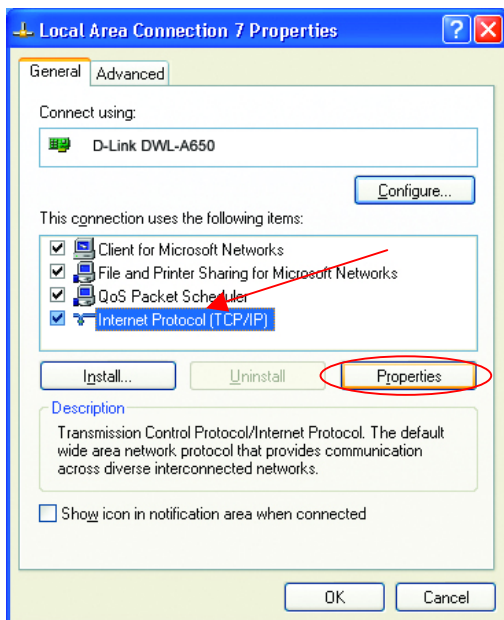 Local Area Connection 7 Properties
General Advanced
Connect using:
D-Link DWL-A650
Configure...
This connection uses the following items:
Client for Microsoft Networks
File and Printer Sharing for Microsoft Networks
QoS Packet Scheduler
Internet Protocol (TCP/IP)
Install... Uninstall Properties
Description
Transmission Control Protocol/Internet Protocol. The default
wide area network protocol that provides communication
across diverse interconnected networks.
Show icon in notification area when connected
OK Cancel